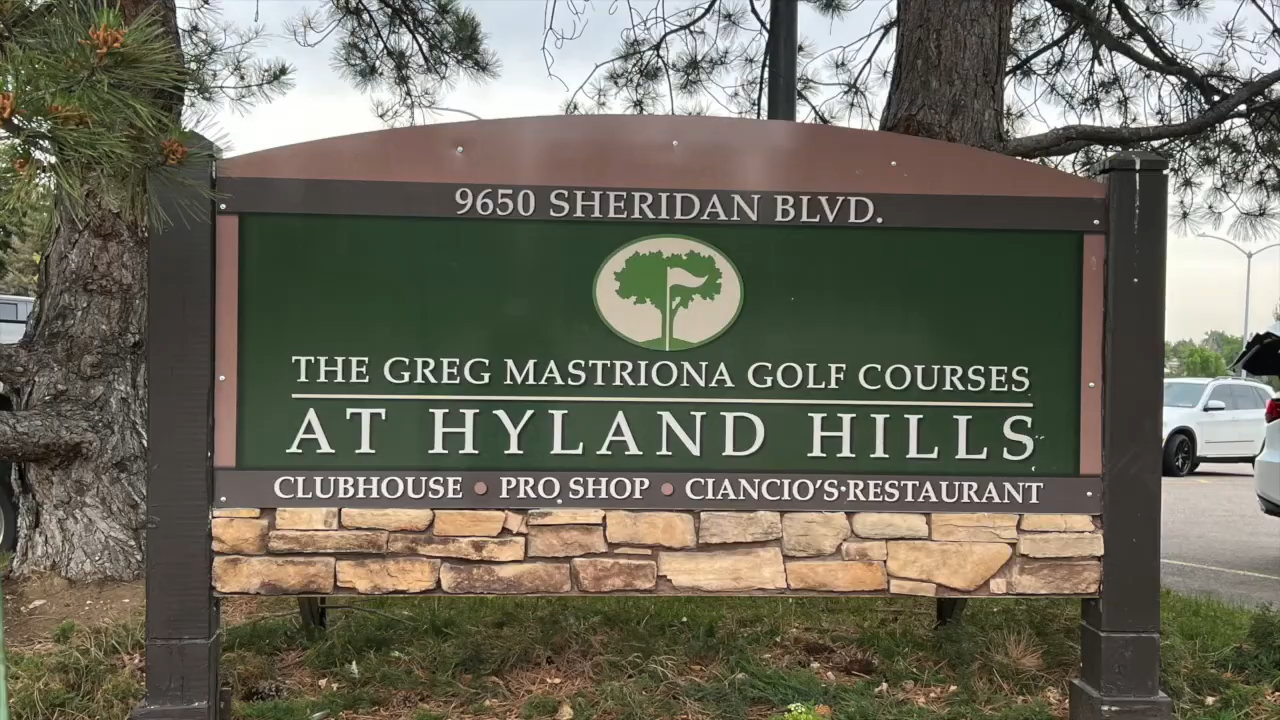 9650 SHERIDAN BLVD.
THE GREG MASTRIONA GOLF COURSES
AT HYLAND HILLS
CLUBHOUSE • PRO SHOP • CIANCIO'S RESTAURANT